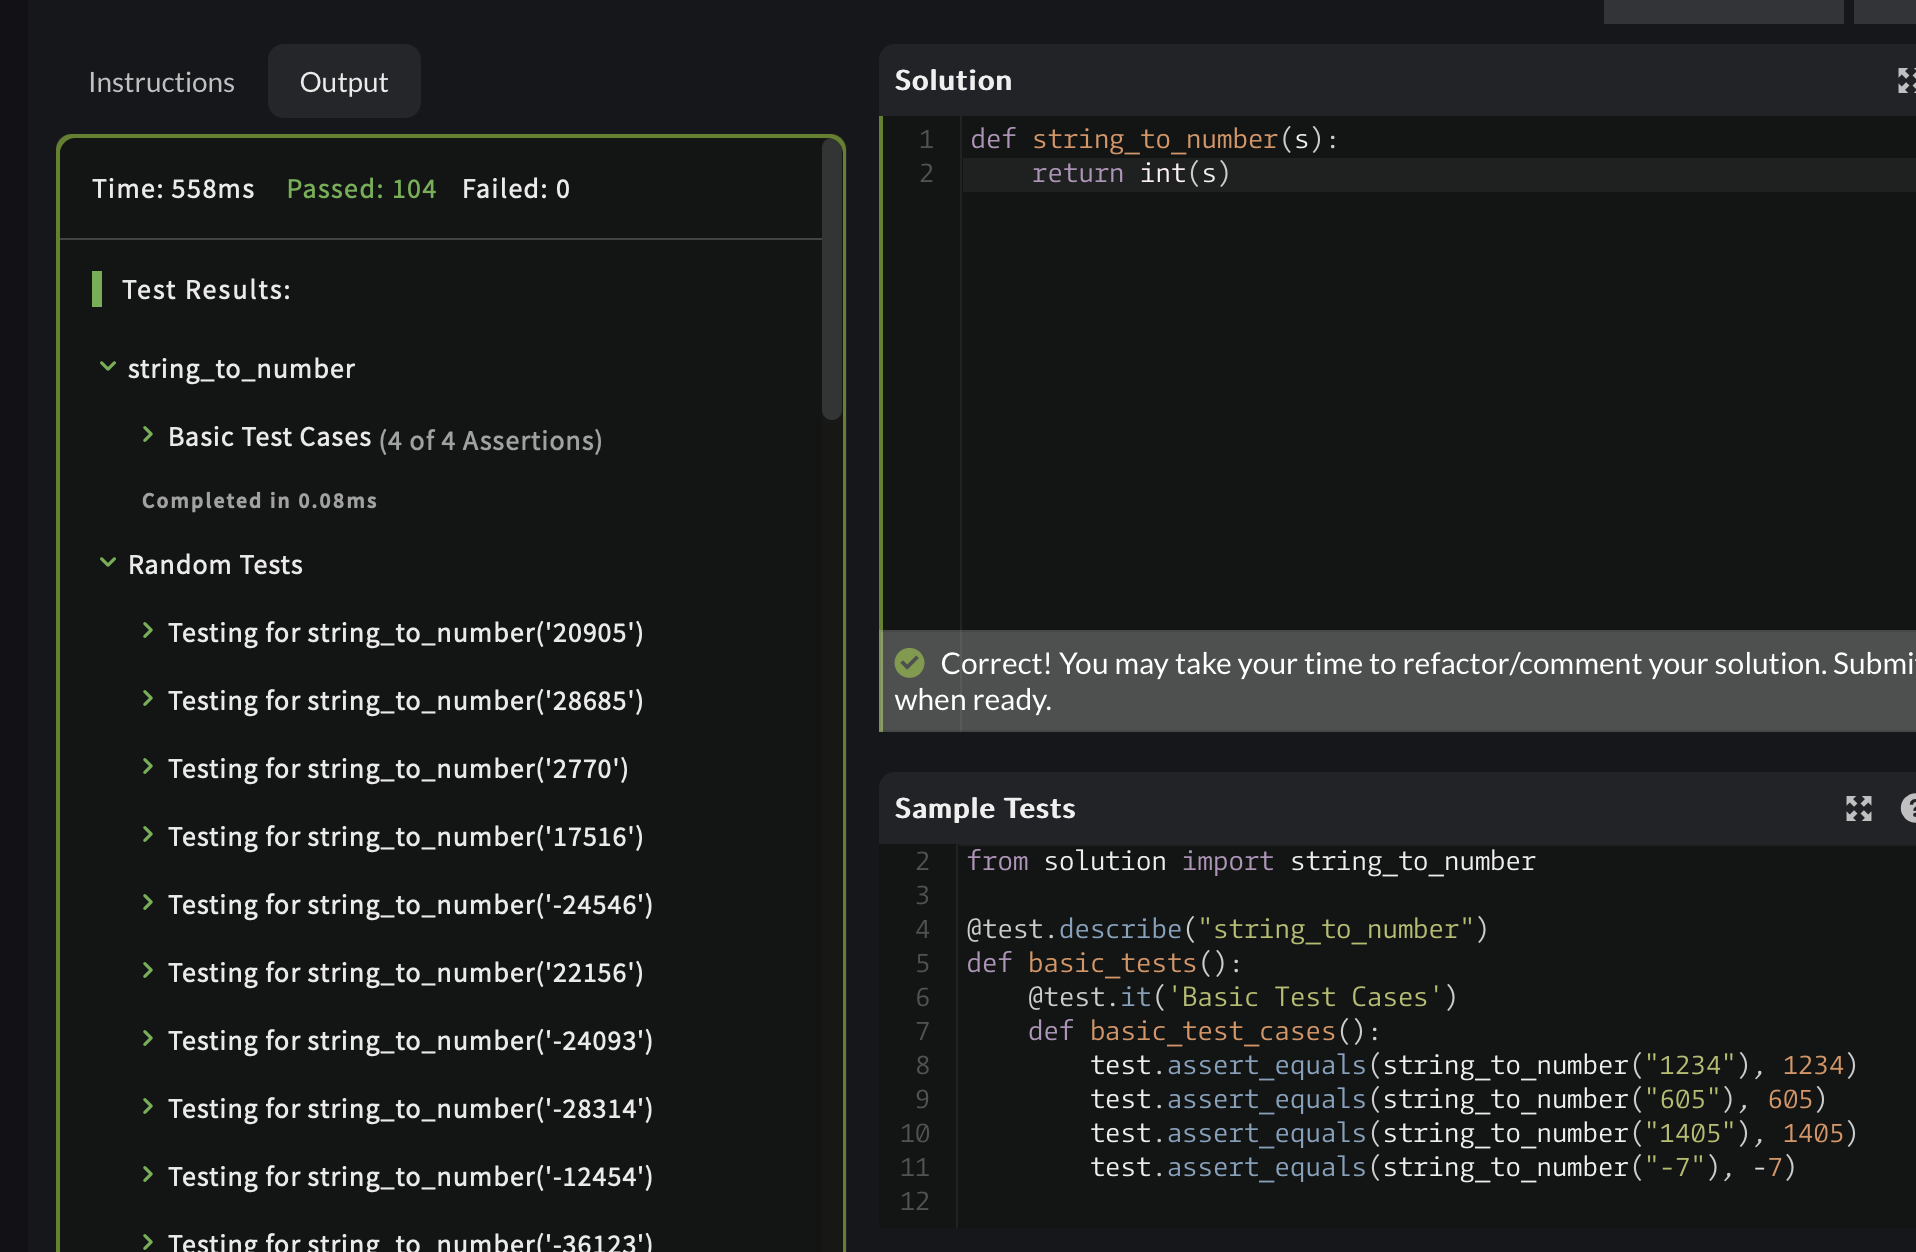 Instructions
Output
Time: 558ms Passed: 104 Failed: 0
Test Results:
string_to_number
Basic Test Cases (4 of 4 Assertions)
Completed in 0.08ms
Random Tests
Testing for string_to_number('20905')
Testing for string_to_number('28685')
Testing for string_to_number('2770')
Testing for string_to_number('17516')
Testing for string_to_number('-24546')
Testing for string_to_number('22156')
Testing for string_to_number('-24093')
Testing for string_to_number('-28314')
Testing for string_to_number('-12454')
Testing for string_to_number('-36123')
Solution
1 def string_to_number(s):
2     return int(s)
Correct! You may take your time to refactor/comment your solution. Submi
when ready.
Sample Tests
2 from solution import string_to_number
3
4 @test.describe("string_to_number")
5 def basic_tests():
6     @test.it('Basic Test Cases')
7     def basic_test_cases():
8         test.assert_equals(string_to_number("1234"), 1234)
9         test.assert_equals(string_to_number("605"), 605)
10         test.assert_equals(string_to_number("1405"), 1405)
11         test.assert_equals(string_to_number("-7"), -7)
12